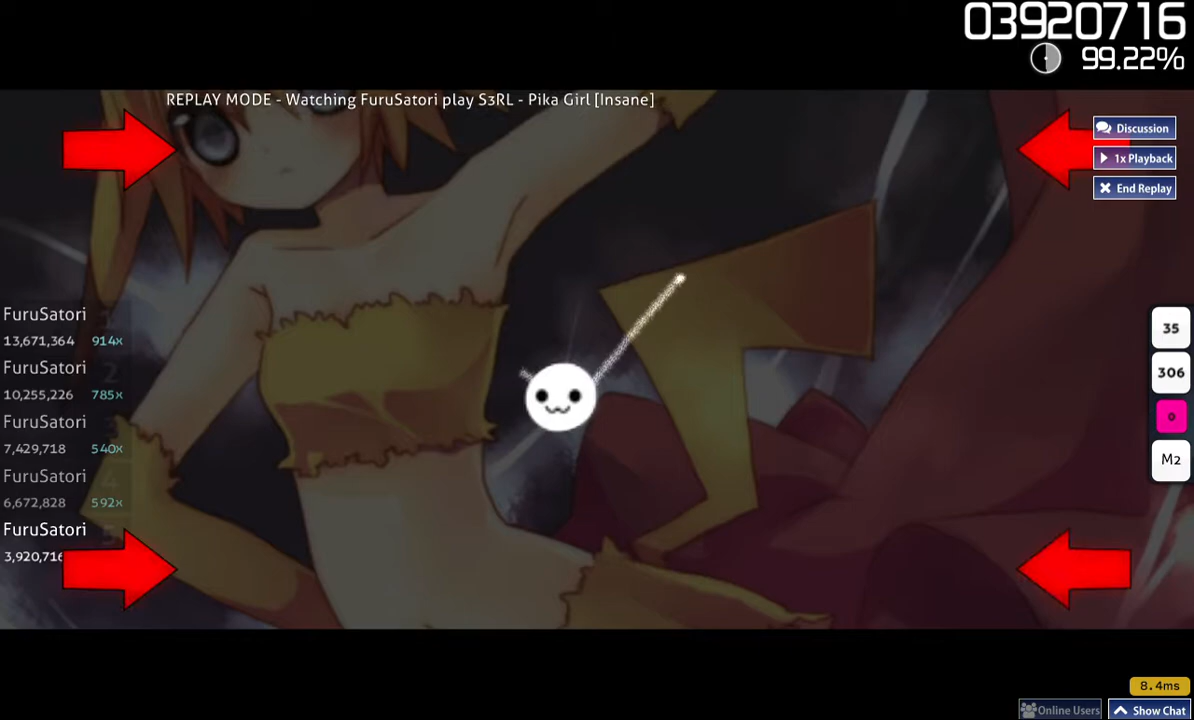 03920716
99.22%
REPLAY MODE - Watching FuruSatori play S3RL - Pika Girl [Insane]
Discussion
1x Playback
End Replay
FuruSatori
13,671,364 914x
FuruSatori
10,255,226 785x
FuruSatori
7,429,718 540x
FuruSatori
6,672,828 592x
FuruSatori
3,920,716
35
306
0
M2
8.4ms
Online Users
Show Chat